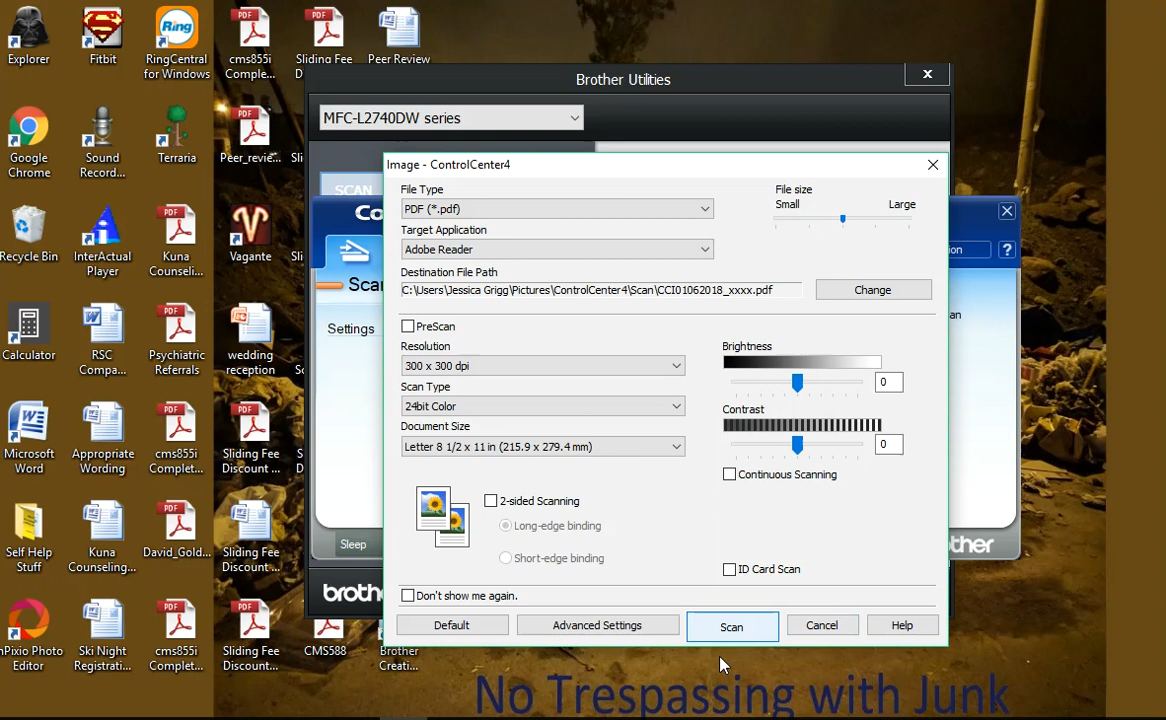 Explorer
Fitbit
RingCentral
for Windows
cms855i
Comple...
Sliding Fee
Peer Review
Google
Chrome
Sound
Record...
Terraria
Peer_revie...
Recycle Bin
InterActual
Player
Kuna
Counseli...
Vagante
Calculator
RSC
Compa...
Psychiatric
Referrals
wedding
reception
Microsoft
Word
Appropriate
Wording
cms855i
Complet...
Sliding Fee
Discount ...
Self Help
Stuff
Kuna
Counseling...
David_Gold...
Sliding Fee
Discount ...
nPixio Photo
Editor
Ski Night
Registrati...
cms855i
Complet...
Sliding Fee
Discount...
CMS588
Brother
Creati...
Brother Utilities
MFC-L2740DW series
SCAN
Co
Scan
Settings
Sleep
Image - ControlCenter4
File Type
PDF (*.pdf)
Target Application
Adobe Reader
Destination File Path
C:\Users\Jessica Grigg\Pictures\ControlCenter4\Scan\CCI01062018_xxxx.pdf
Change
File size
Small
Large
PreScan
Resolution
300 x 300 dpi
Scan Type
24bit Color
Document Size
Letter 8 1/2 x 11 in (215.9 x 279.4 mm)
Brightness
0
Contrast
0
Continuous Scanning
2-sided Scanning
Long-edge binding
Short-edge binding
ID Card Scan
Don't show me again.
Default
Advanced Settings
Scan
Cancel
Help
ion
?
an
other
brothe
No Trespassing with Junk